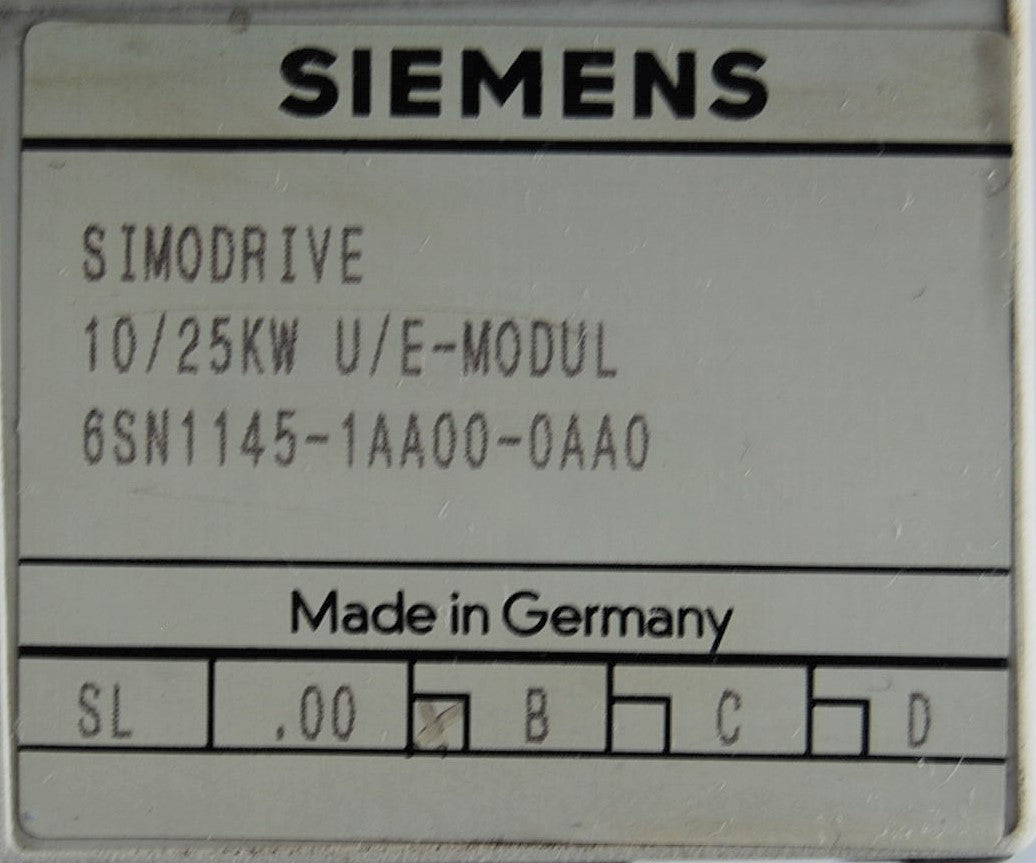 SIEMENS
SIMODRIVE
10/25KW U/E-MODUL
6SN1145-1AA00-0AA0
Made in Germany
SL .00 B C D